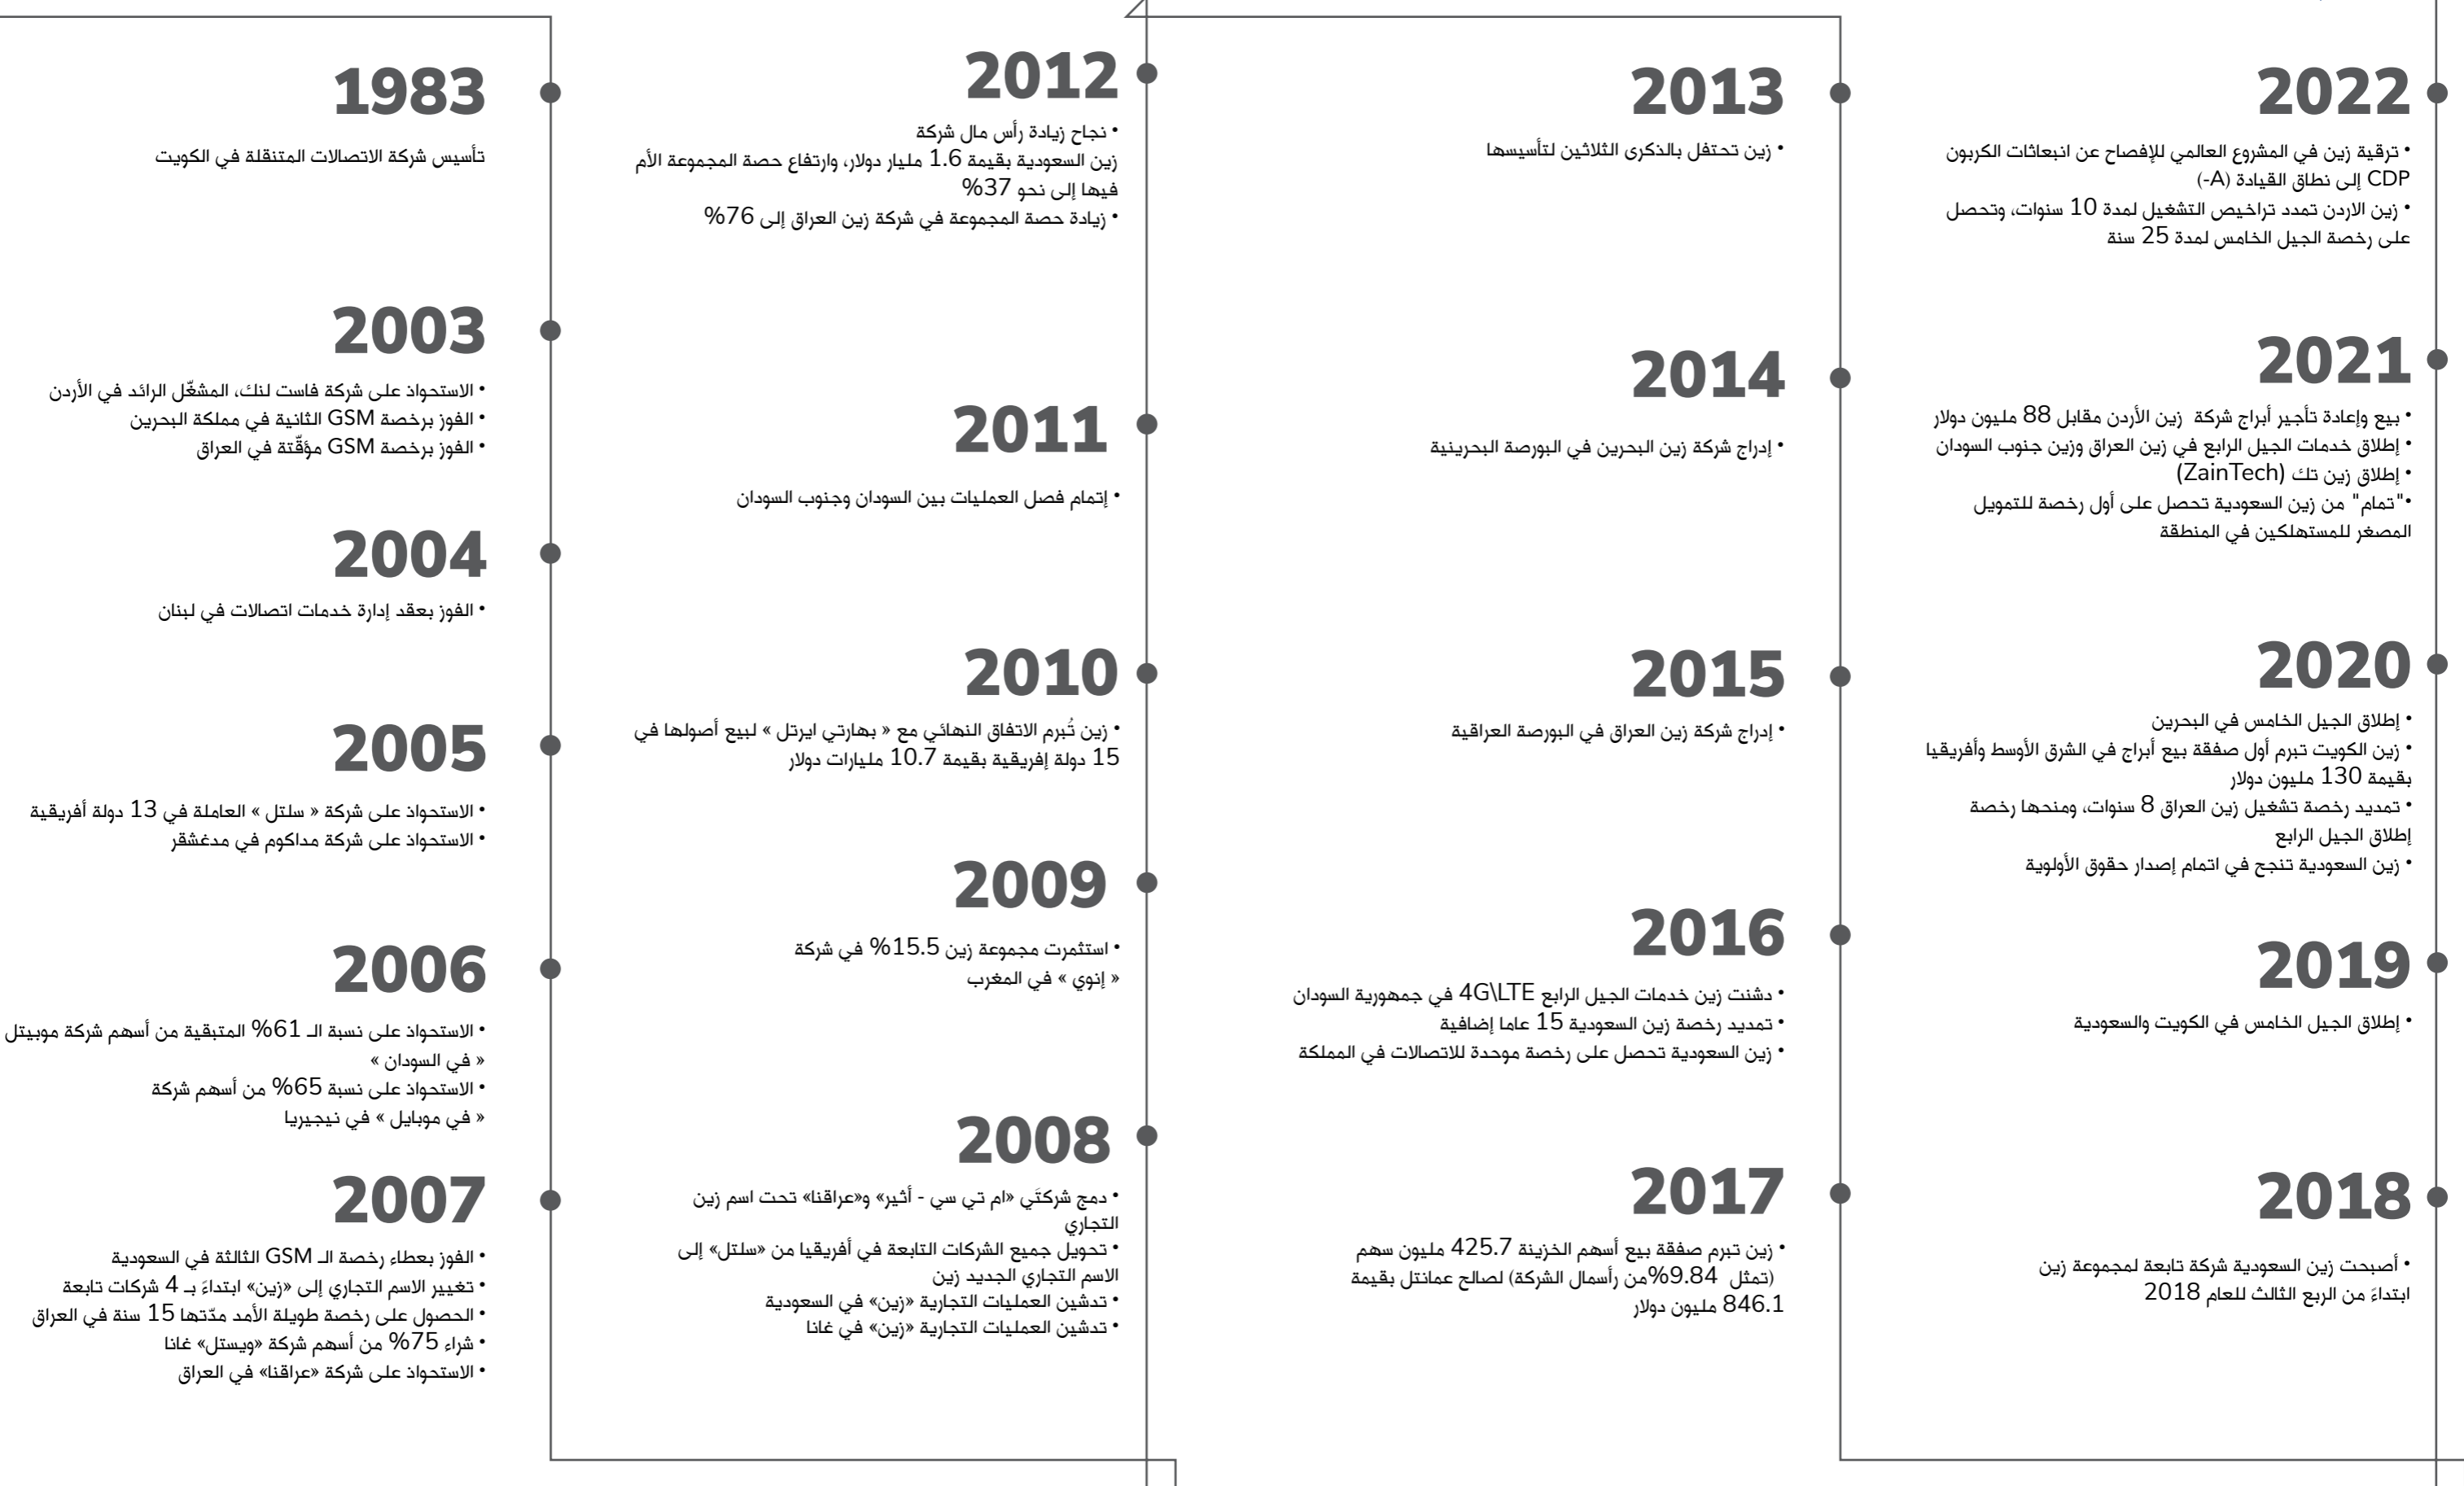 1983
تأسيس شركة الاتصالات المتنقلة في الكويت
2003
• الاستحواذ على شركة فاست لنك، المشغّل الرائد في الأردن
• الفوز برخصة GSM الثانية في مملكة البحرين
• الفوز برخصة GSM مؤقّتة في العراق
2004
• الفوز بعقد إدارة خدمات اتصالات في لبنان
2005
• الاستحواذ على شركة « سلتل » العاملة في 13 دولة أفريقية
• الاستحواذ على شركة مداكوم في مدغشقر
2006
• الاستحواذ على نسبة الـ 61% المتبقية من أسهم شركة موبيتل
« في السودان »
• الاستحواذ على نسبة 65% من أسهم شركة
« في موبايل » في نيجيريا
2007
• الفوز بعطاء رخصة الـ GSM الثالثة في السعودية
• تغيير الاسم التجاري إلى «زين» ابتداءً بـ 4 شركات تابعة
• الحصول على رخصة طويلة الأمد مدّتها 15 سنة في العراق
• شراء 75% من أسهم شركة «ويستل» غانا
• الاستحواذ على شركة «عراقنا» في العراق
2012
• نجاح زيادة رأس مال شركة
زين السعودية بقيمة 1.6 مليار دولار، وارتفاع حصة المجموعة الأم
فيها إلى نحو 37%
• زيادة حصة المجموعة في شركة زين العراق إلى 76%
2011
• إتمام فصل العمليات بين السودان وجنوب السودان
2010
• زين تُبرم الاتفاق النهائي مع « بهارتي ايرتل » لبيع أصولها في
15 دولة إفريقية بقيمة 10.7 مليارات دولار
2009
• استثمرت مجموعة زين 15.5% في شركة
« إنوي » في المغرب
2008
• دمج شركتَي «ام تي سي - أثير» و«عراقنا» تحت اسم زين
التجاري
• تحويل جميع الشركات التابعة في أفريقيا من «سلتل» إلى
الاسم التجاري الجديد زين
• تدشين العمليات التجارية «زين» في السعودية
• تدشين العمليات التجارية «زين» في غانا
2013
• زين تحتفل بالذكرى الثلاثين لتأسيسها
2014
• إدراج شركة زين البحرين في البورصة البحرينية
2015
• إدراج شركة زين العراق في البورصة العراقية
2016
• دشنت زين خدمات الجيل الرابع 4G\LTE في جمهورية السودان
• تمديد رخصة زين السعودية 15 عاما إضافية
• زين السعودية تحصل على رخصة موحدة للاتصالات في المملكة
2017
• زين تبرم صفقة بيع أسهم الخزينة 425.7 مليون سهم
(تمثل 9.84%من رأسمال الشركة) لصالح عمانتل بقيمة
846.1 مليون دولار
2022
• ترقية زين في المشروع العالمي للإفصاح عن انبعاثات الكربون
CDP إلى نطاق القيادة (A-)
• زين الاردن تمدد تراخيص التشغيل لمدة 10 سنوات، وتحصل
على رخصة الجيل الخامس لمدة 25 سنة
2021
• بيع وإعادة تأجير أبراج شركة زين الأردن مقابل 88 مليون دولار
• إطلاق خدمات الجيل الرابع في زين العراق وزين جنوب السودان
• إطلاق زين تك (ZainTech)
•"تمام" من زين السعودية تحصل على أول رخصة للتمويل
المصغر للمستهلكين في المنطقة
2020
• إطلاق الجيل الخامس في البحرين
• زين الكويت تبرم أول صفقة بيع أبراج في الشرق الأوسط وأفريقيا
بقيمة 130 مليون دولار
• تمديد رخصة تشغيل زين العراق 8 سنوات، ومنحها رخصة
إطلاق الجيل الرابع
• زين السعودية تنجح في اتمام إصدار حقوق الأولوية
2019
• إطلاق الجيل الخامس في الكويت والسعودية
2018
• أصبحت زين السعودية شركة تابعة لمجموعة زين
ابتداءً من الربع الثالث للعام 2018